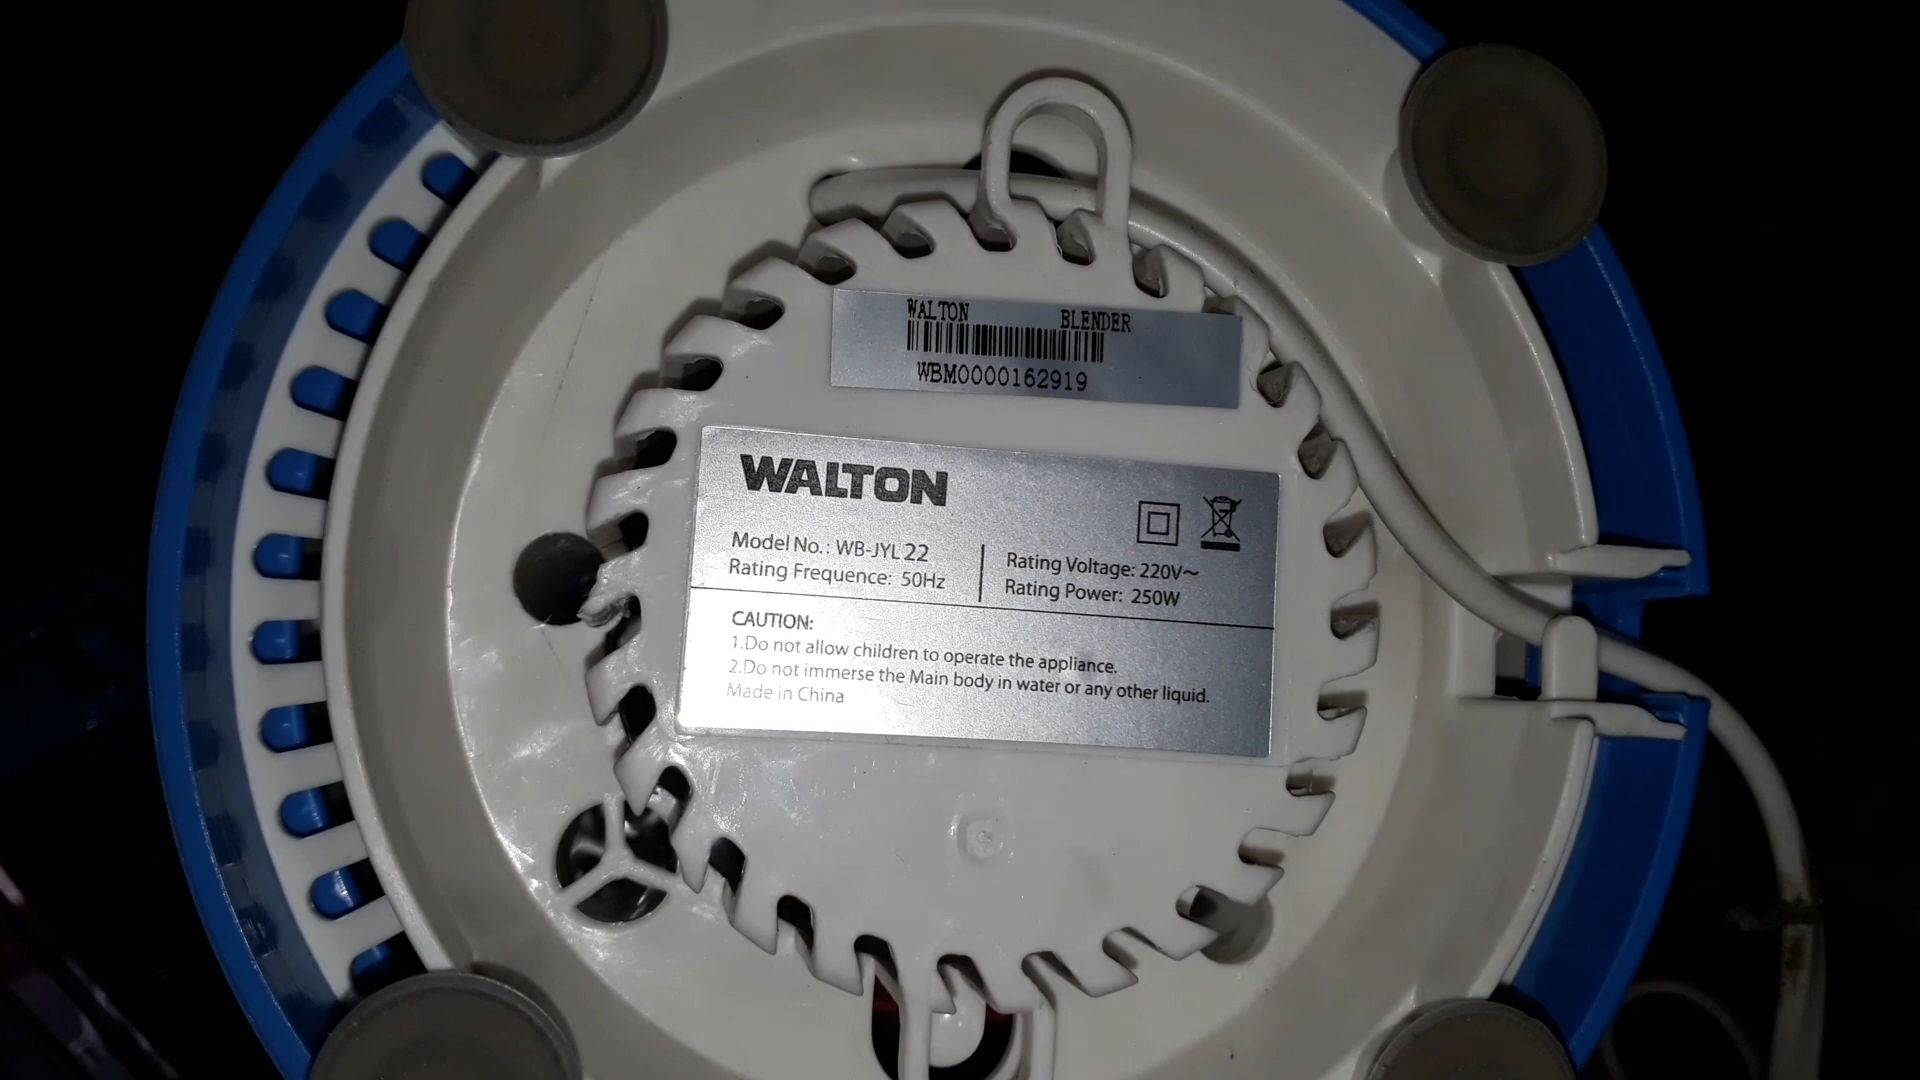 WALTON BLENDER
WBM0000162919
WALTON
Model No.: WB-JYL 22
Rating Frequence: 50Hz
Rating Voltage: 220V~
Rating Power: 250W
CAUTION:
1.Do not allow children to operate the appliance.
2.Do not immerse the Main body in water or any other liquid.
Made in China